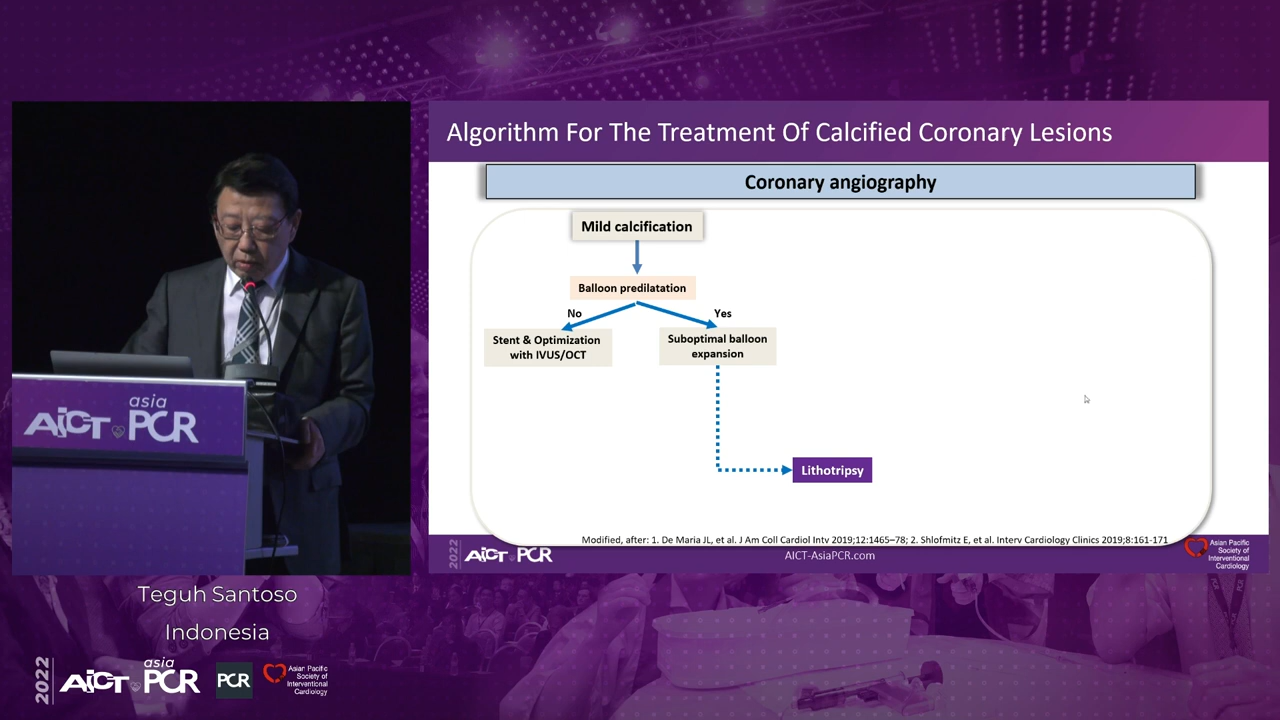 Algorithm For The Treatment Of Calcified Coronary Lesions
Coronary angiography
Mild calcification
Balloon predilatation
No
Yes
Stent & Optimization
with IVUS/OCT
Suboptimal balloon
expansion
Lithotripsy
Modified, after: 1. De Maria JL, et al. J Am Coll Cardiol Intv 2019;12:1465–78; 2. Shlofmitz E, et al. Interv Cardiology Clinics 2019;8:161-171
2022
AICT PCR
AICT-AsiaPCR.com
Asian Pacific
Society of
Interventional
Cardiology
asia
AICT PCR
Teguh Santoso
Indonesia
2022
asia
AICT PCR
PCR
Asian Pacific
Society of
Interventional
Cardiology